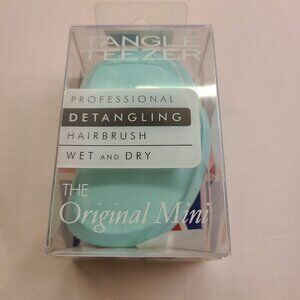 TANGLE
TEEZER
PROFESSIONAL
DETANGLING
HAIRBRUSH
WET AND DRY
THE
Original Mini